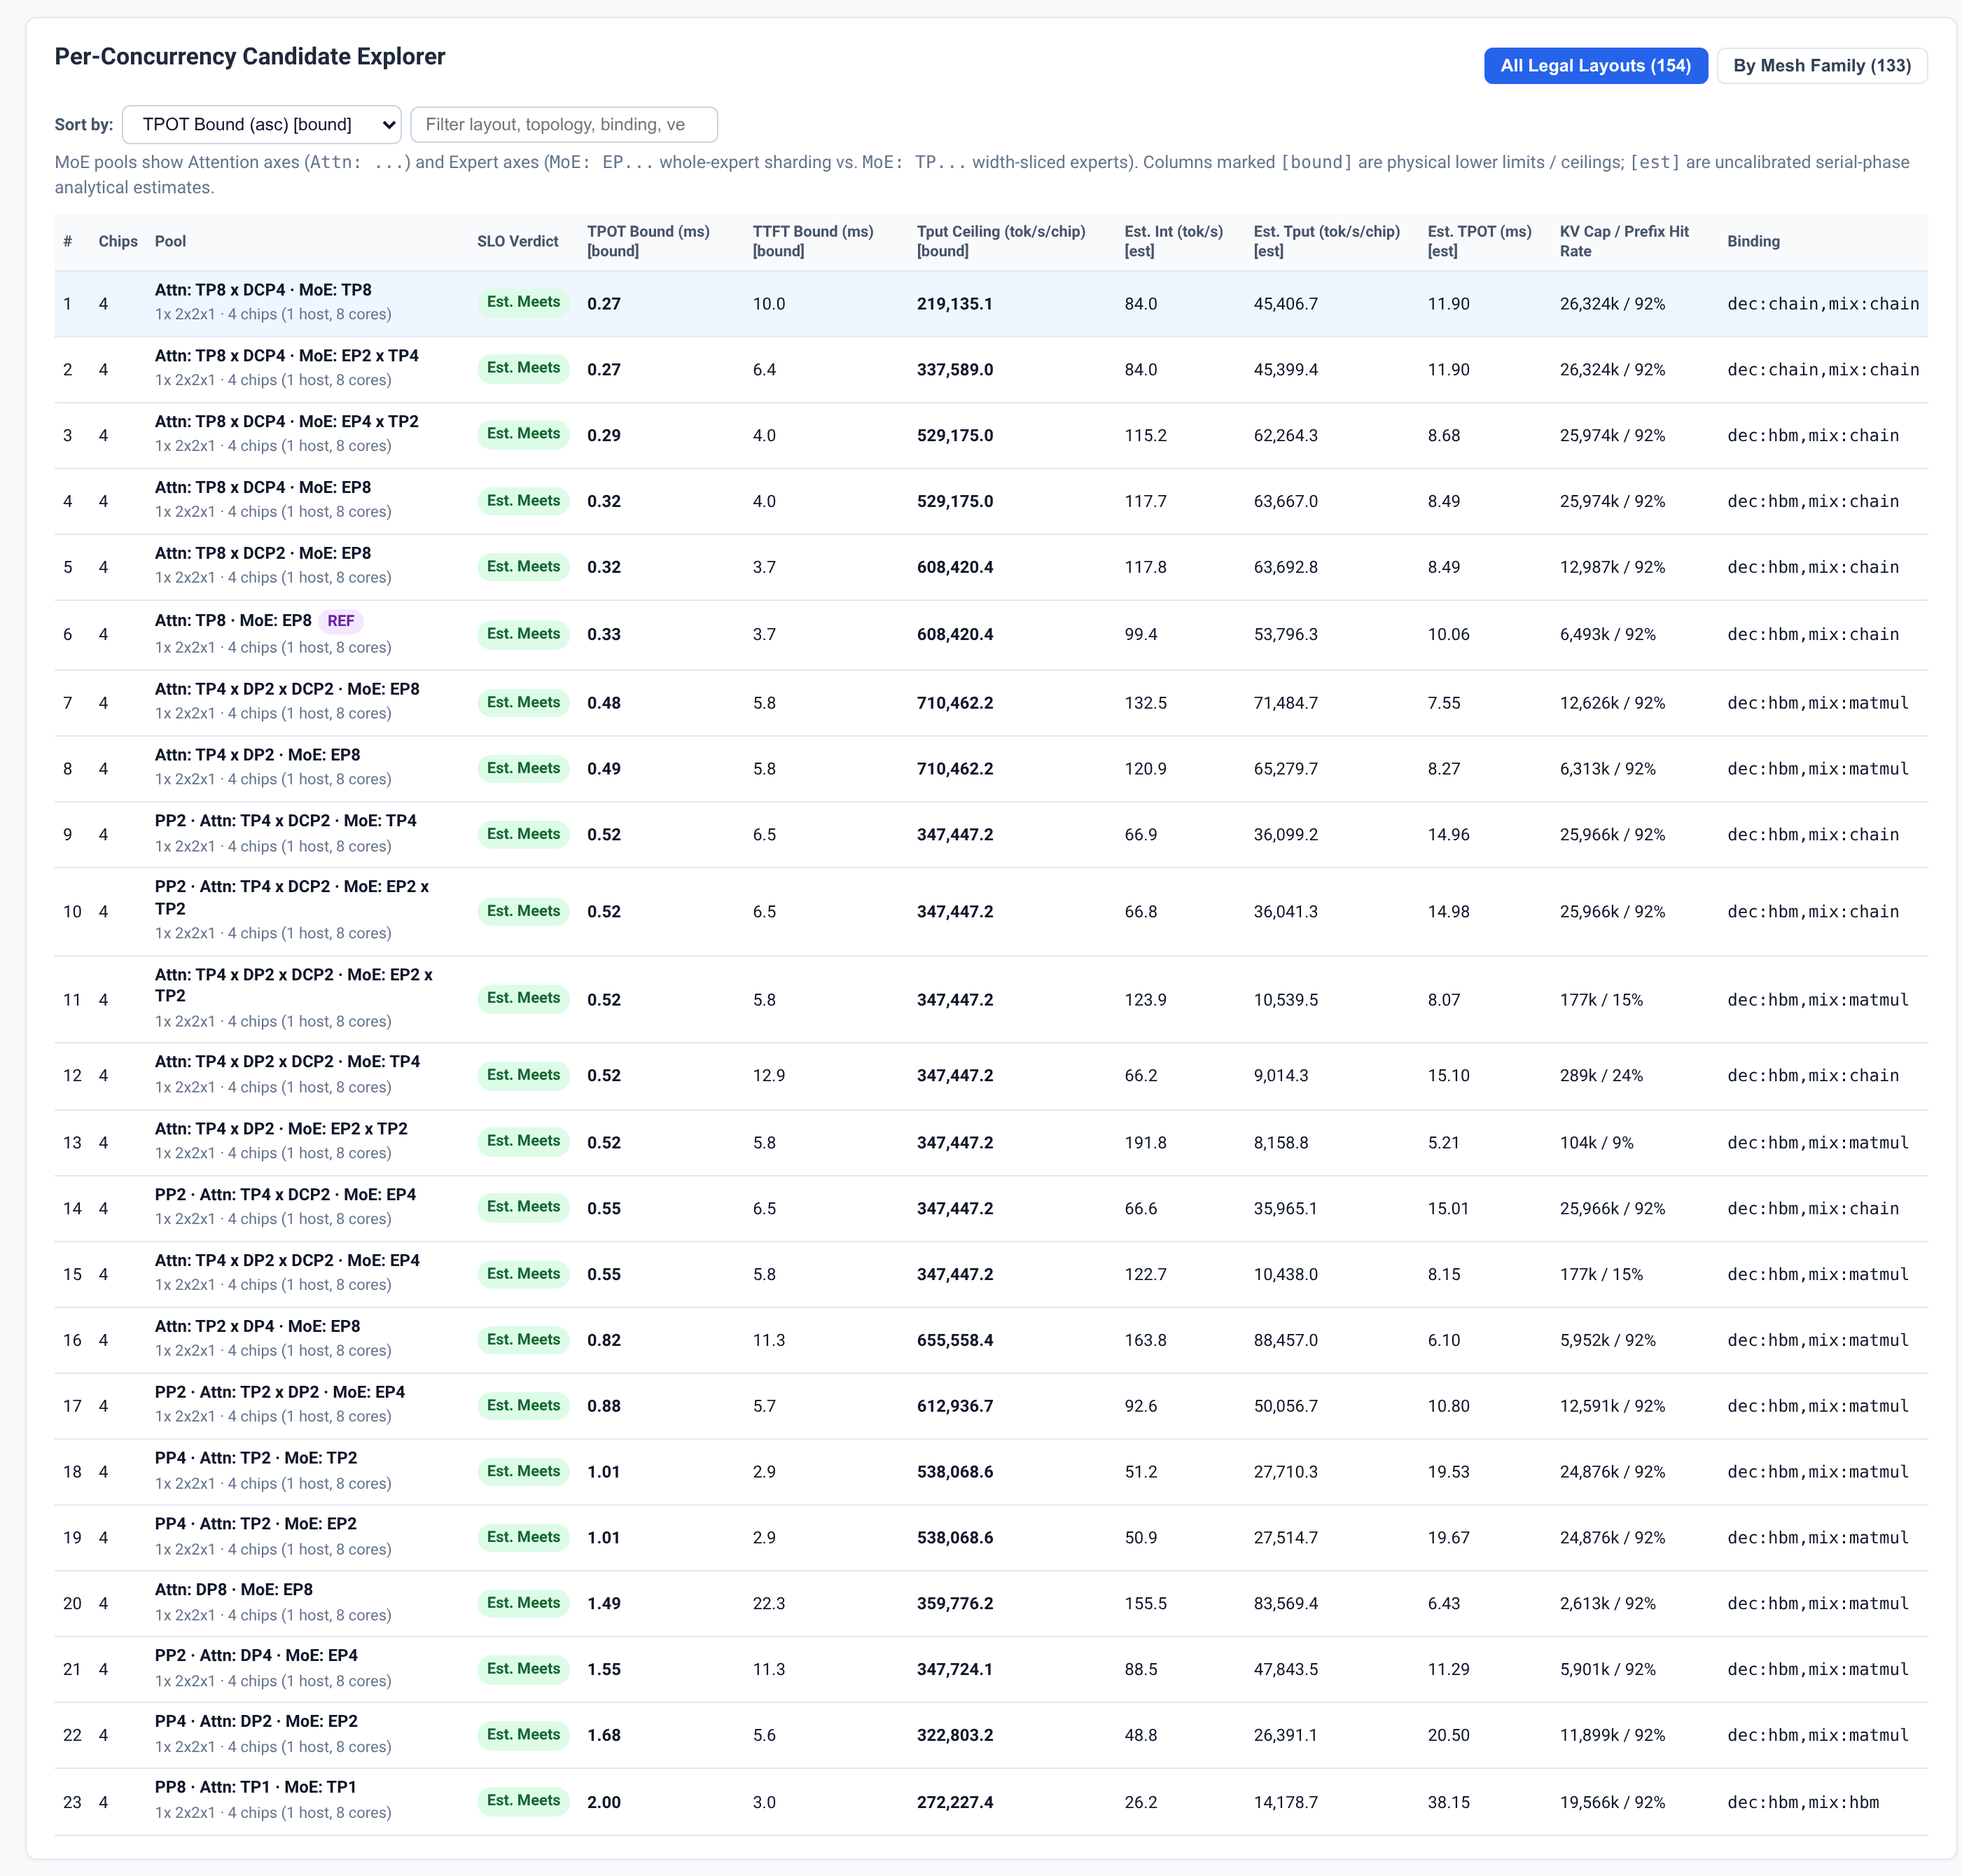 Per-Concurrency Candidate Explorer
All Legal Layouts (154)
By Mesh Family (133)
Sort by:
TPOT Bound (asc) [bound]
Filter layout, topology, binding, ve
MoE pools show Attention axes (Attn: ...) and Expert axes (MoE: EP... whole-expert sharding vs. MoE: TP... width-sliced experts). Columns marked [bound] are physical lower limits / ceilings; [est] are uncalibrated serial-phase
analytical estimates.
# Chips Pool SLO Verdict TPOT Bound (ms) [bound] TTFT Bound (ms) [bound] Tput Ceiling (tok/s/chip) [bound] Est. Int (tok/s) [est] Est. Tput (tok/s/chip) [est] Est. TPOT (ms) [est] KV Cap / Prefix Hit Rate Binding
1 4 Attn: TP8 x DCP4 · MoE: TP8 Est. Meets 0.27 10.0 219,135.1 84.0 45,406.7 11.90 26,324k / 92% dec:chain,mix:chain
1x 2x2x1 · 4 chips (1 host, 8 cores)
2 4 Attn: TP8 x DCP4 · MoE: EP2 x TP4 Est. Meets 0.27 6.4 337,589.0 84.0 45,399.4 11.90 26,324k / 92% dec:chain,mix:chain
1x 2x2x1 · 4 chips (1 host, 8 cores)
3 4 Attn: TP8 x DCP4 · MoE: EP4 x TP2 Est. Meets 0.29 4.0 529,175.0 115.2 62,264.3 8.68 25,974k / 92% dec:hbm,mix:chain
1x 2x2x1 · 4 chips (1 host, 8 cores)
4 4 Attn: TP8 x DCP4 · MoE: EP8 Est. Meets 0.32 4.0 529,175.0 117.7 63,667.0 8.49 25,974k / 92% dec:hbm,mix:chain
1x 2x2x1 · 4 chips (1 host, 8 cores)
5 4 Attn: TP8 x DCP2 · MoE: EP8 Est. Meets 0.32 3.7 608,420.4 117.8 63,692.8 8.49 12,987k / 92% dec:hbm,mix:chain
1x 2x2x1 · 4 chips (1 host, 8 cores)
6 4 Attn: TP8 · MoE: EP8 REF Est. Meets 0.33 3.7 608,420.4 99.4 53,796.3 10.06 6,493k / 92% dec:hbm,mix:chain
1x 2x2x1 · 4 chips (1 host, 8 cores)
7 4 Attn: TP4 x DP2 x DCP2 · MoE: EP8 Est. Meets 0.48 5.8 710,462.2 132.5 71,484.7 7.55 12,626k / 92% dec:hbm,mix:matmul
1x 2x2x1 · 4 chips (1 host, 8 cores)
8 4 Attn: TP4 x DP2 · MoE: EP8 Est. Meets 0.49 5.8 710,462.2 120.9 65,279.7 8.27 6,313k / 92% dec:hbm,mix:matmul
1x 2x2x1 · 4 chips (1 host, 8 cores)
9 4 PP2 · Attn: TP4 x DCP2 · MoE: TP4 Est. Meets 0.52 6.5 347,447.2 66.9 36,099.2 14.96 25,966k / 92% dec:hbm,mix:chain
1x 2x2x1 · 4 chips (1 host, 8 cores)
10 4 PP2 · Attn: TP4 x DCP2 · MoE: EP2 x TP2 Est. Meets 0.52 6.5 347,447.2 66.8 36,041.3 14.98 25,966k / 92% dec:hbm,mix:chain
1x 2x2x1 · 4 chips (1 host, 8 cores)
11 4 Attn: TP4 x DP2 x DCP2 · MoE: EP2 x TP2 Est. Meets 0.52 5.8 347,447.2 123.9 10,539.5 8.07 177k / 15% dec:hbm,mix:matmul
1x 2x2x1 · 4 chips (1 host, 8 cores)
12 4 Attn: TP4 x DP2 x DCP2 · MoE: TP4 Est. Meets 0.52 12.9 347,447.2 66.2 9,014.3 15.10 289k / 24% dec:hbm,mix:chain
1x 2x2x1 · 4 chips (1 host, 8 cores)
13 4 Attn: TP4 x DP2 · MoE: EP2 x TP2 Est. Meets 0.52 5.8 347,447.2 191.8 8,158.8 5.21 104k / 9% dec:hbm,mix:matmul
1x 2x2x1 · 4 chips (1 host, 8 cores)
14 4 PP2 · Attn: TP4 x DCP2 · MoE: EP4 Est. Meets 0.55 6.5 347,447.2 66.6 35,965.1 15.01 25,966k / 92% dec:hbm,mix:chain
1x 2x2x1 · 4 chips (1 host, 8 cores)
15 4 Attn: TP4 x DP2 x DCP2 · MoE: EP4 Est. Meets 0.55 5.8 347,447.2 122.7 10,438.0 8.15 177k / 15% dec:hbm,mix:matmul
1x 2x2x1 · 4 chips (1 host, 8 cores)
16 4 Attn: TP2 x DP4 · MoE: EP8 Est. Meets 0.82 11.3 655,558.4 163.8 88,457.0 6.10 5,952k / 92% dec:hbm,mix:matmul
1x 2x2x1 · 4 chips (1 host, 8 cores)
17 4 PP2 · Attn: TP2 x DP2 · MoE: EP4 Est. Meets 0.88 5.7 612,936.7 92.6 50,056.7 10.80 12,591k / 92% dec:hbm,mix:matmul
1x 2x2x1 · 4 chips (1 host, 8 cores)
18 4 PP4 · Attn: TP2 · MoE: TP2 Est. Meets 1.01 2.9 538,068.6 51.2 27,710.3 19.53 24,876k / 92% dec:hbm,mix:matmul
1x 2x2x1 · 4 chips (1 host, 8 cores)
19 4 PP4 · Attn: TP2 · MoE: EP2 Est. Meets 1.01 2.9 538,068.6 50.9 27,514.7 19.67 24,876k / 92% dec:hbm,mix:matmul
1x 2x2x1 · 4 chips (1 host, 8 cores)
20 4 Attn: DP8 · MoE: EP8 Est. Meets 1.49 22.3 359,776.2 155.5 83,569.4 6.43 2,613k / 92% dec:hbm,mix:matmul
1x 2x2x1 · 4 chips (1 host, 8 cores)
21 4 PP2 · Attn: DP4 · MoE: EP4 Est. Meets 1.55 11.3 347,724.1 88.5 47,843.5 11.29 5,901k / 92% dec:hbm,mix:matmul
1x 2x2x1 · 4 chips (1 host, 8 cores)
22 4 PP4 · Attn: DP2 · MoE: EP2 Est. Meets 1.68 5.6 322,803.2 48.8 26,391.1 20.50 11,899k / 92% dec:hbm,mix:matmul
1x 2x2x1 · 4 chips (1 host, 8 cores)
23 4 PP8 · Attn: TP1 · MoE: TP1 Est. Meets 2.00 3.0 272,227.4 26.2 14,178.7 38.15 19,566k / 92% dec:hbm,mix:hbm
1x 2x2x1 · 4 chips (1 host, 8 cores)